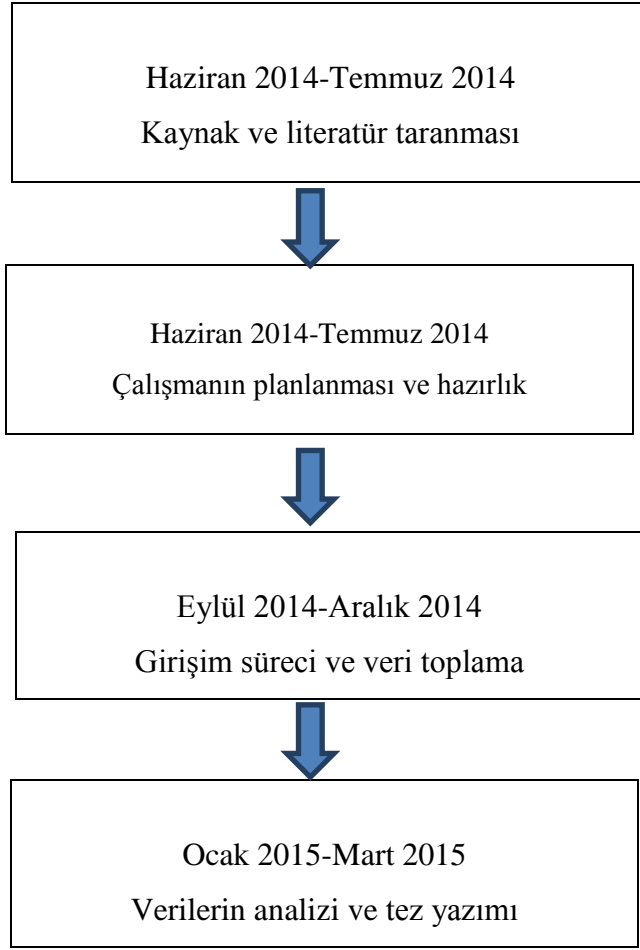 Haziran 2014-Temmuz 2014
Kaynak ve literatür taranması
Haziran 2014-Temmuz 2014
Çalışmanın planlanması ve hazırlık
Eylül 2014-Aralık 2014
Girişim süreci ve veri toplama
Ocak 2015-Mart 2015
Verilerin analizi ve tez yazımı